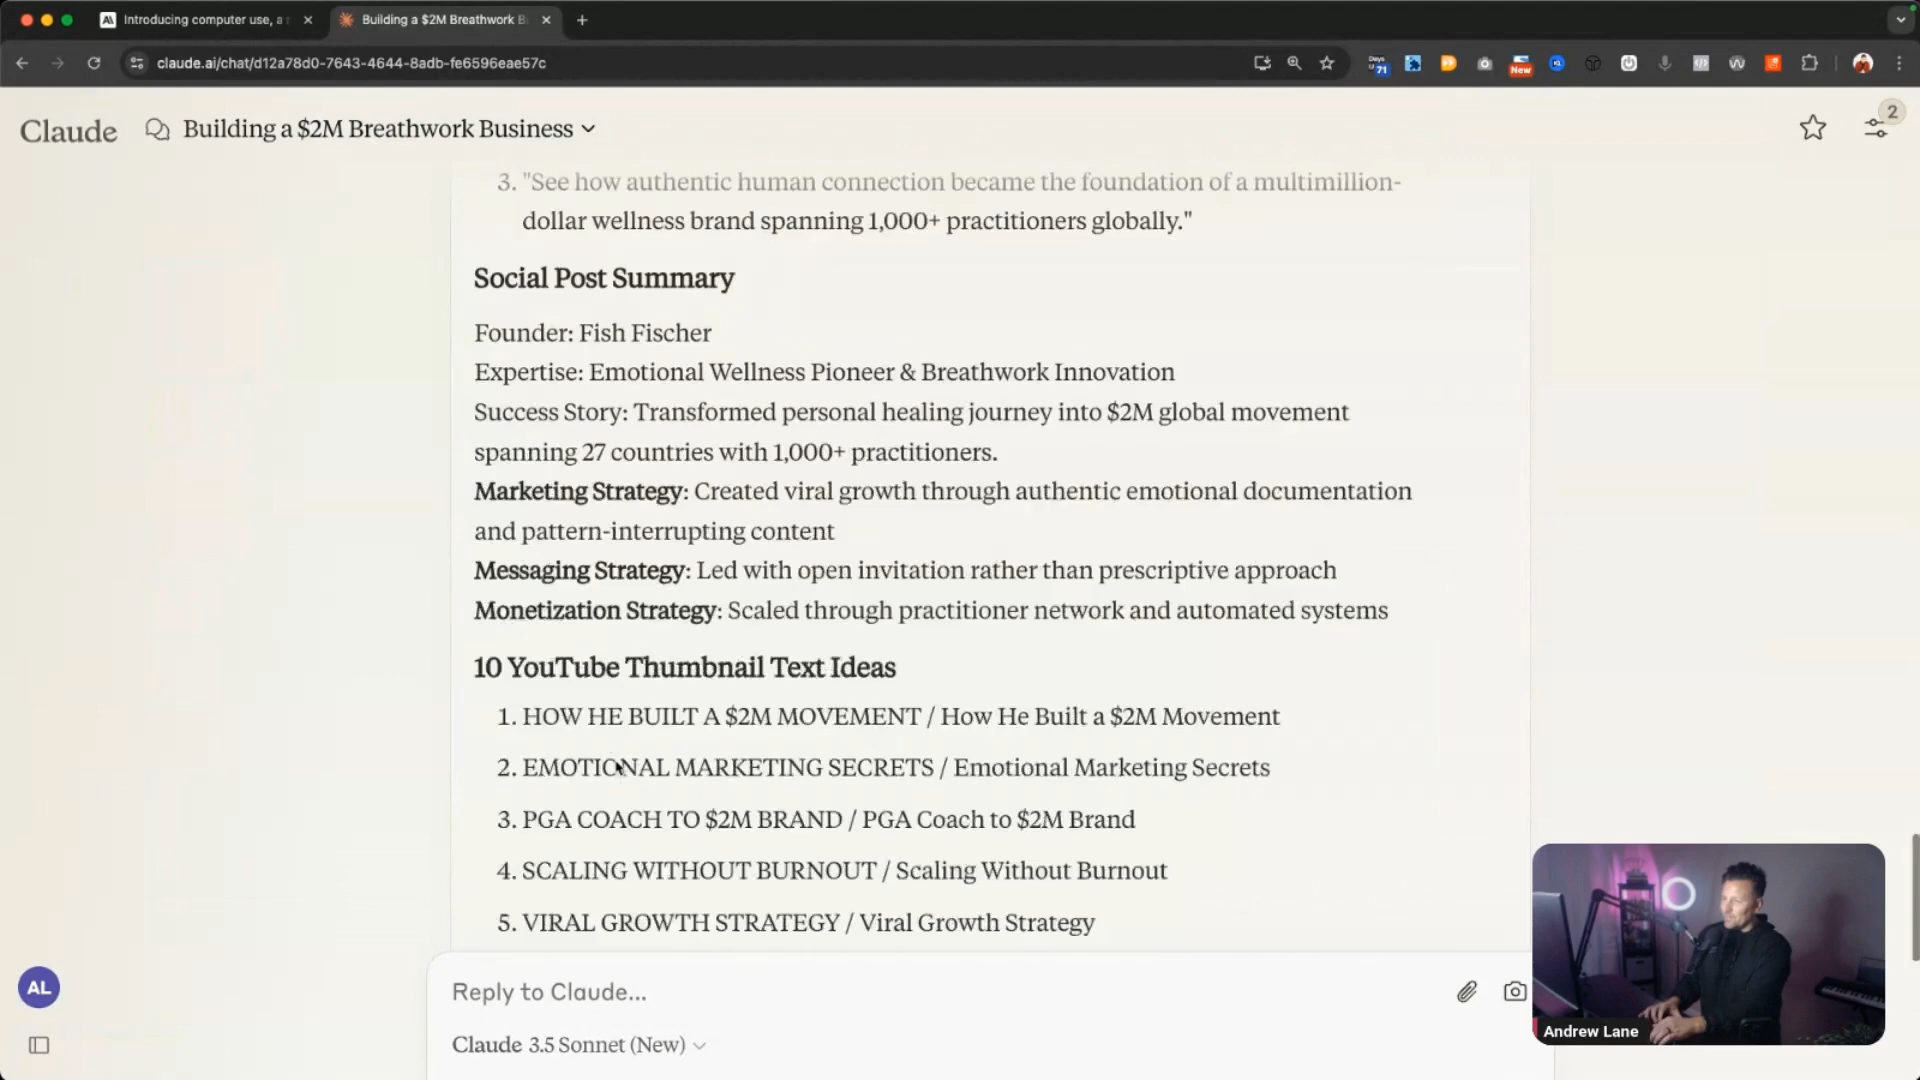 Introducing computer use, a
Building a $2M Breathwork B
claude.ai/chat/d12a78d0-7643-4644-8adb-fe6596eae57c
Days
71
New
Claude
Building a $2M Breathwork Business
2
3. "See how authentic human connection became the foundation of a multimillion-
dollar wellness brand spanning 1,000+ practitioners globally."
Social Post Summary
Founder: Fish Fischer
Expertise: Emotional Wellness Pioneer & Breathwork Innovation
Success Story: Transformed personal healing journey into $2M global movement
spanning 27 countries with 1,000+ practitioners.
Marketing Strategy: Created viral growth through authentic emotional documentation
and pattern-interrupting content
Messaging Strategy: Led with open invitation rather than prescriptive approach
Monetization Strategy: Scaled through practitioner network and automated systems
10 YouTube Thumbnail Text Ideas
1. HOW HE BUILT A $2M MOVEMENT / How He Built a $2M Movement
2. EMOTIONAL MARKETING SECRETS / Emotional Marketing Secrets
3. PGA COACH TO $2M BRAND / PGA Coach to $2M Brand
4. SCALING WITHOUT BURNOUT / Scaling Without Burnout
5. VIRAL GROWTH STRATEGY / Viral Growth Strategy
AL
Reply to Claude...
Claude 3.5 Sonnet (New)
Andrew Lane